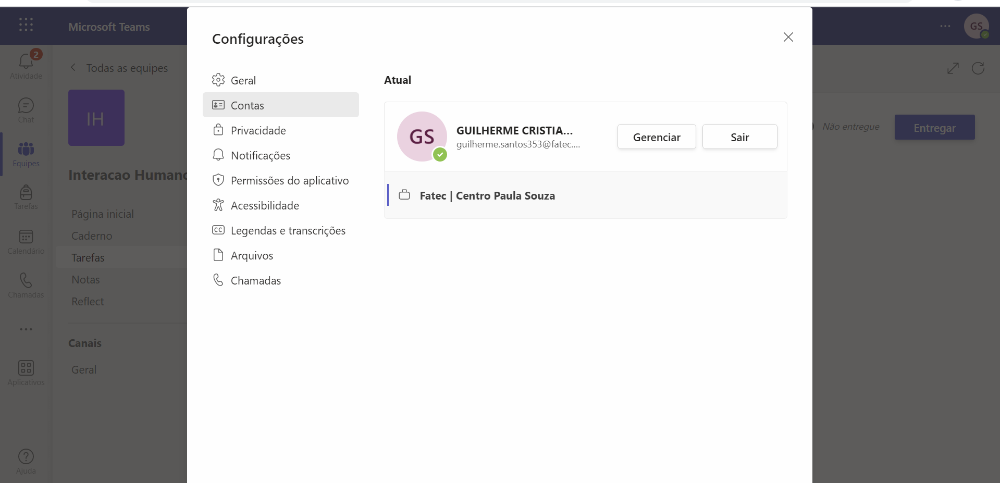 Microsoft Teams
GS
2
Atividade
Chat
Equipes
Tarefas
Calendário
Chamadas
Aplicativos
Ajuda
Todas as equipes
IH
Interacao Humano
Página inicial
Caderno
Tarefas
Notas
Reflect
Canais
Geral
Configurações
Geral
Contas
Privacidade
Notificações
Permissões do aplicativo
Acessibilidade
CC Legendas e transcrições
Arquivos
Chamadas
Atual
GS
GUILHERME CRISTIA...
guilherme.santos353@fatec....
Gerenciar
Sair
Fatec | Centro Paula Souza
Não entregue
Entregar